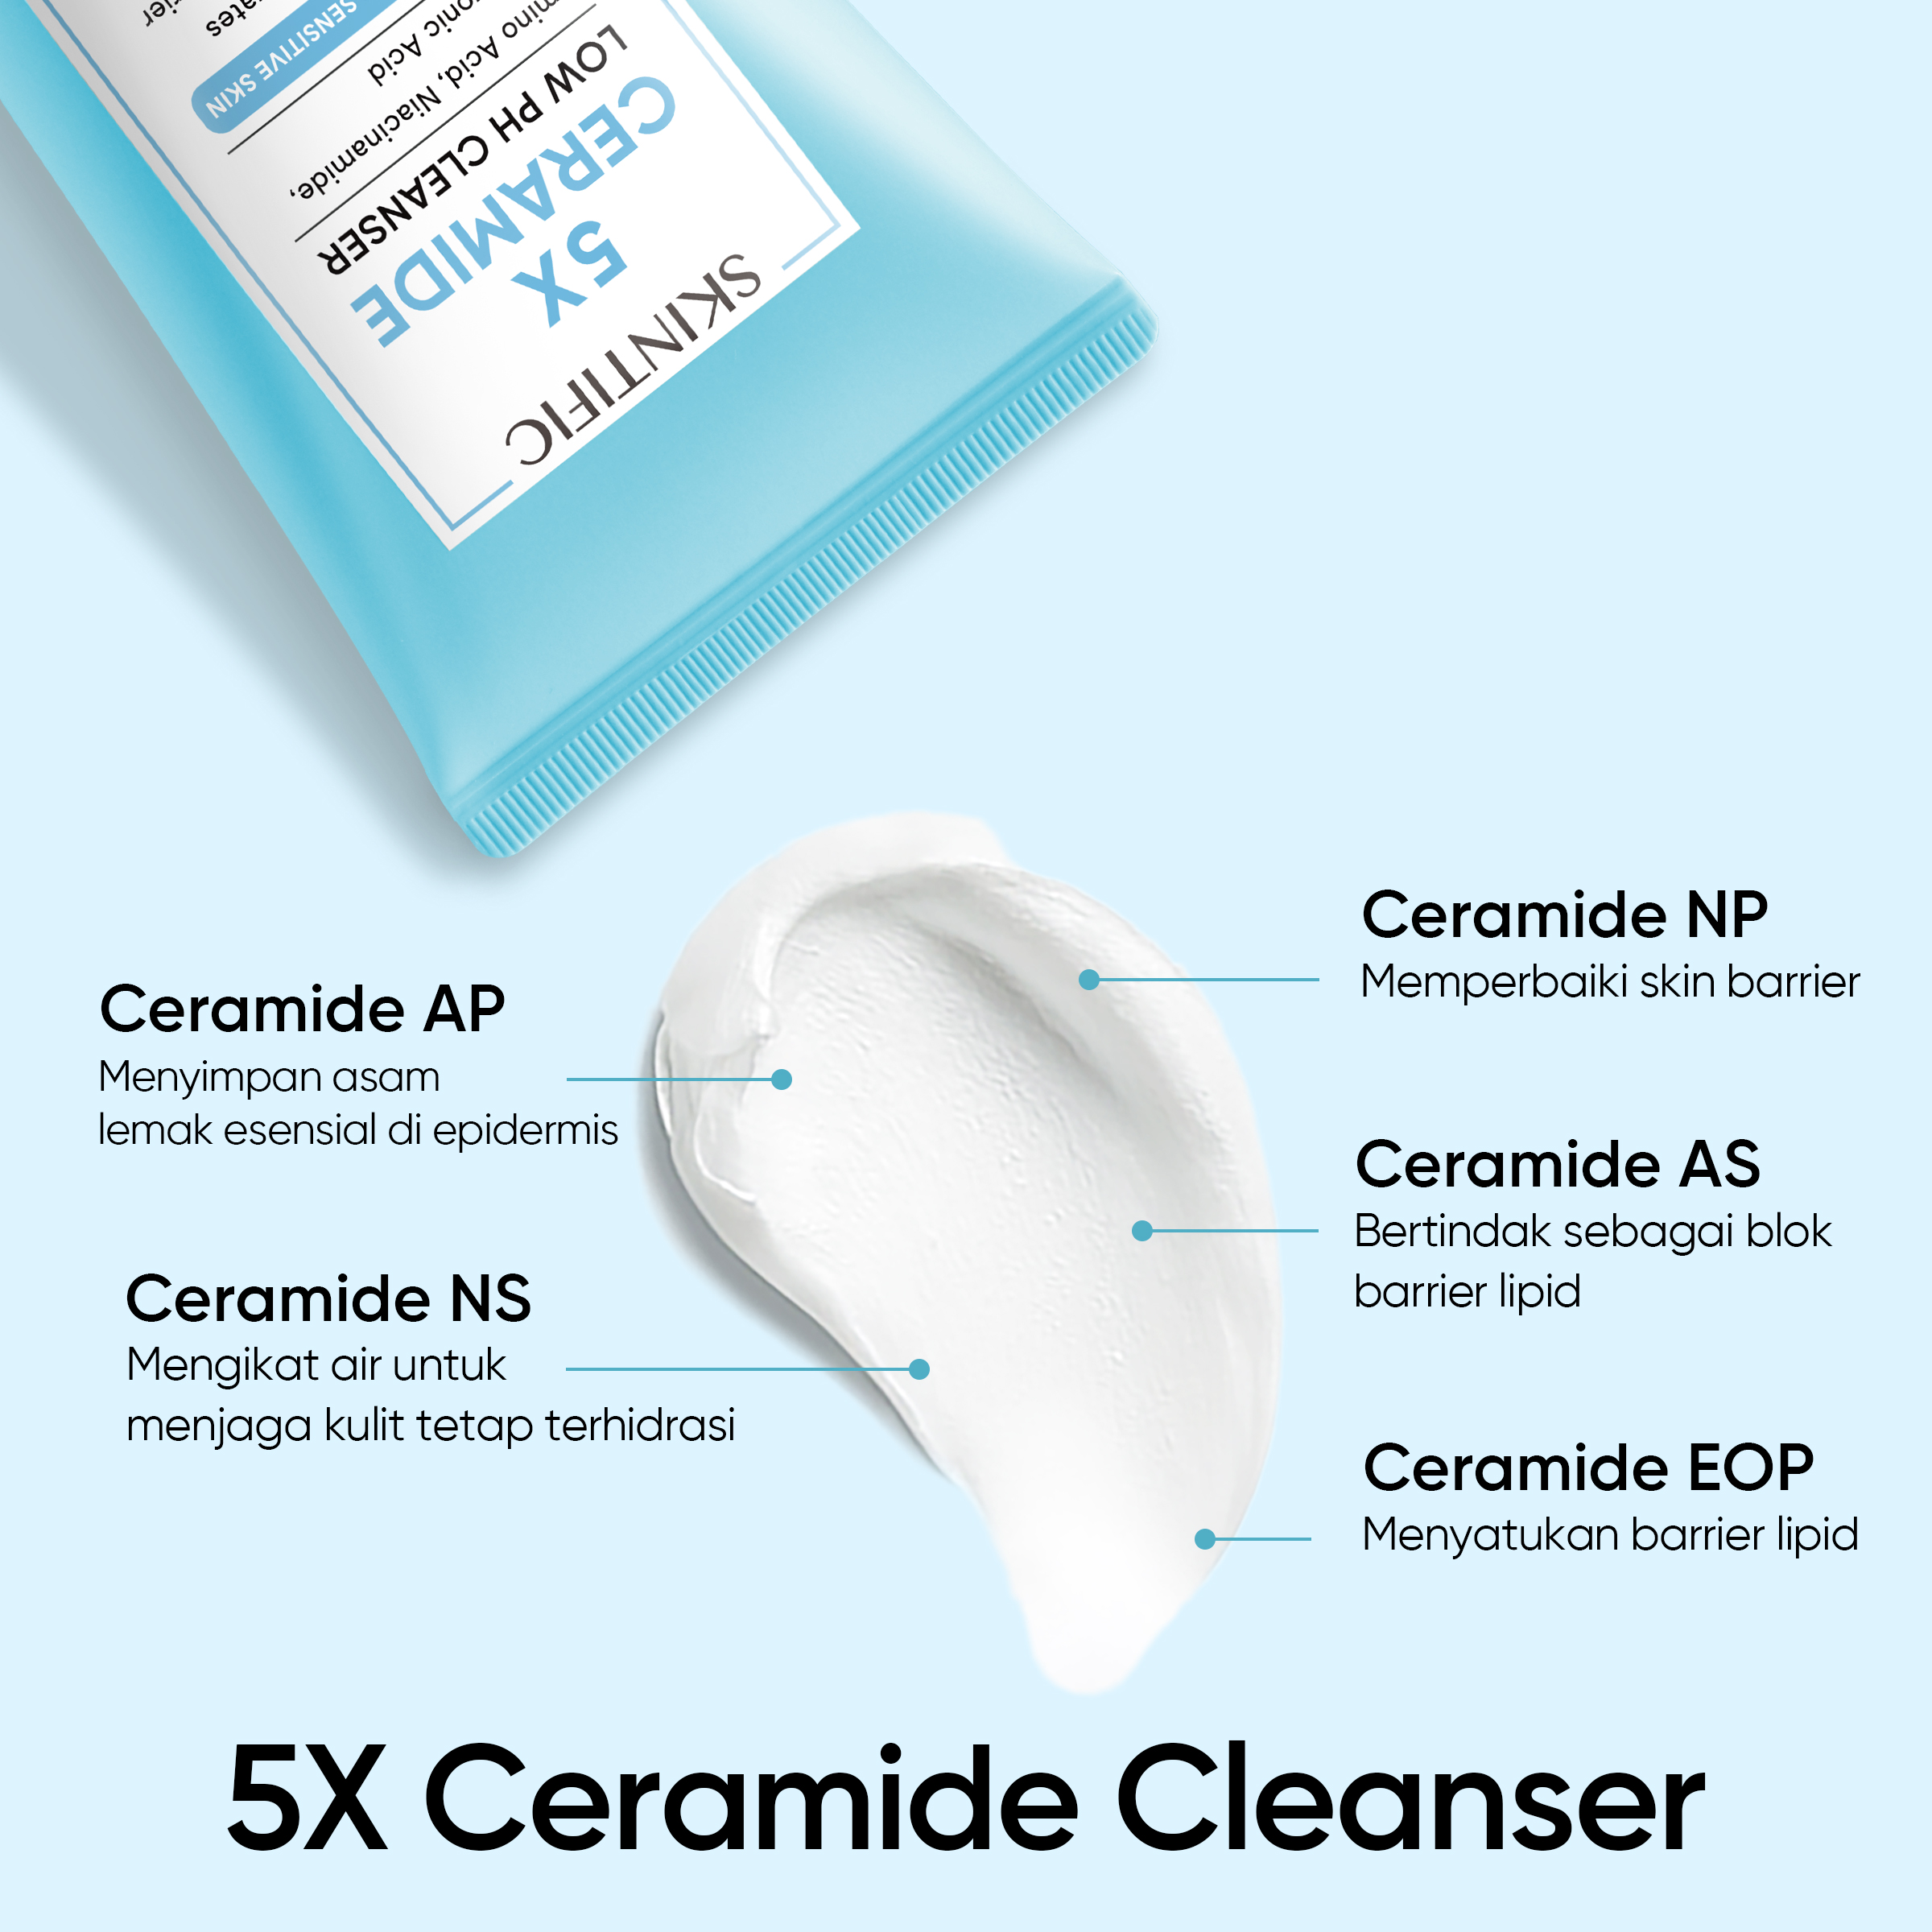 SKINTIFIC
5X
CERAMIDE
LOW PH CLEANSER
Acid, Niacinamide,
Acid
SENSITIVE SKIN
Ceramide NP
Memperbaiki skin barrier
Ceramide AP
Menyimpan asam
lemak esensial di epidermis
Ceramide AS
Bertindak sebagai blok
barrier lipid
Ceramide NS
Mengikat air untuk
menjaga kulit tetap terhidrasi
Ceramide EOP
Menyatukan barrier lipid
5X Ceramide Cleanser